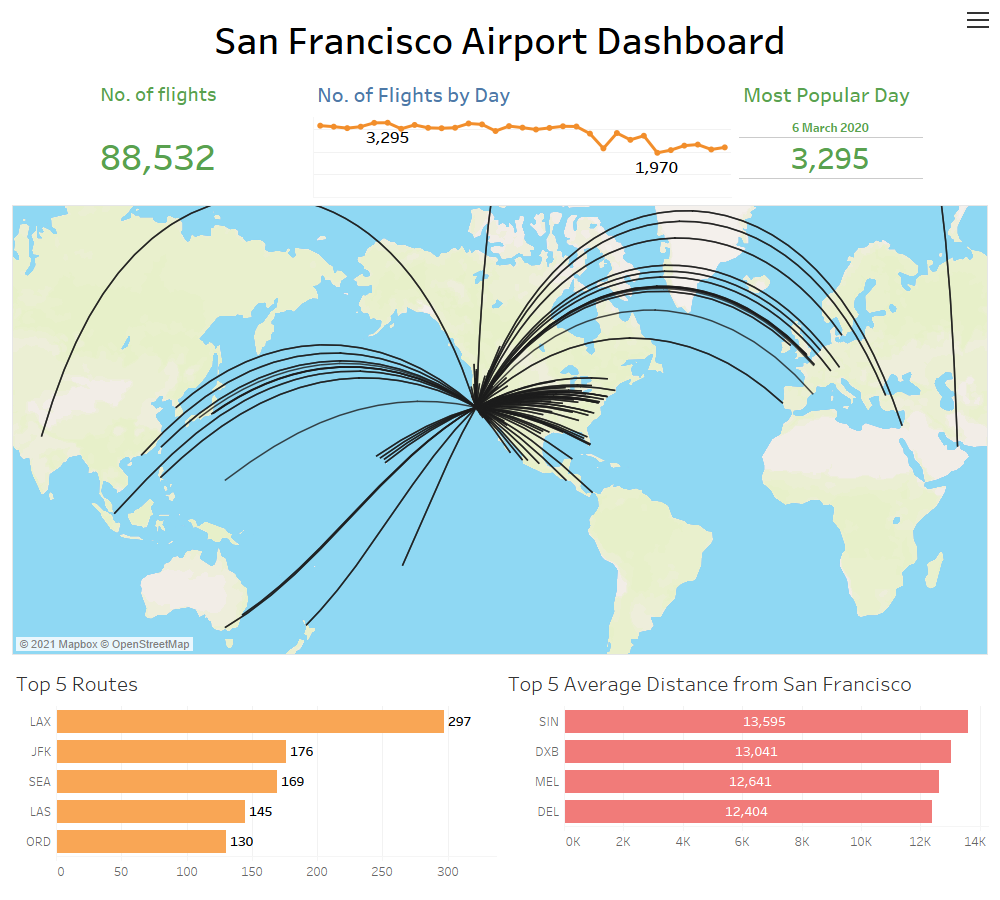 San Francisco Airport Dashboard
No. of flights
88,532
No. of Flights by Day
3,295
1,970
Most Popular Day
6 March 2020
3,295
© 2021 Mapbox © OpenStreetMap
Top 5 Routes
LAX 297
JFK 176
SEA 169
LAS 145
ORD 130
0 50 100 150 200 250 300
Top 5 Average Distance from San Francisco
SIN 13,595
DXB 13,041
MEL 12,641
DEL 12,404
0K 2K 4K 6K 8K 10K 12K 14K